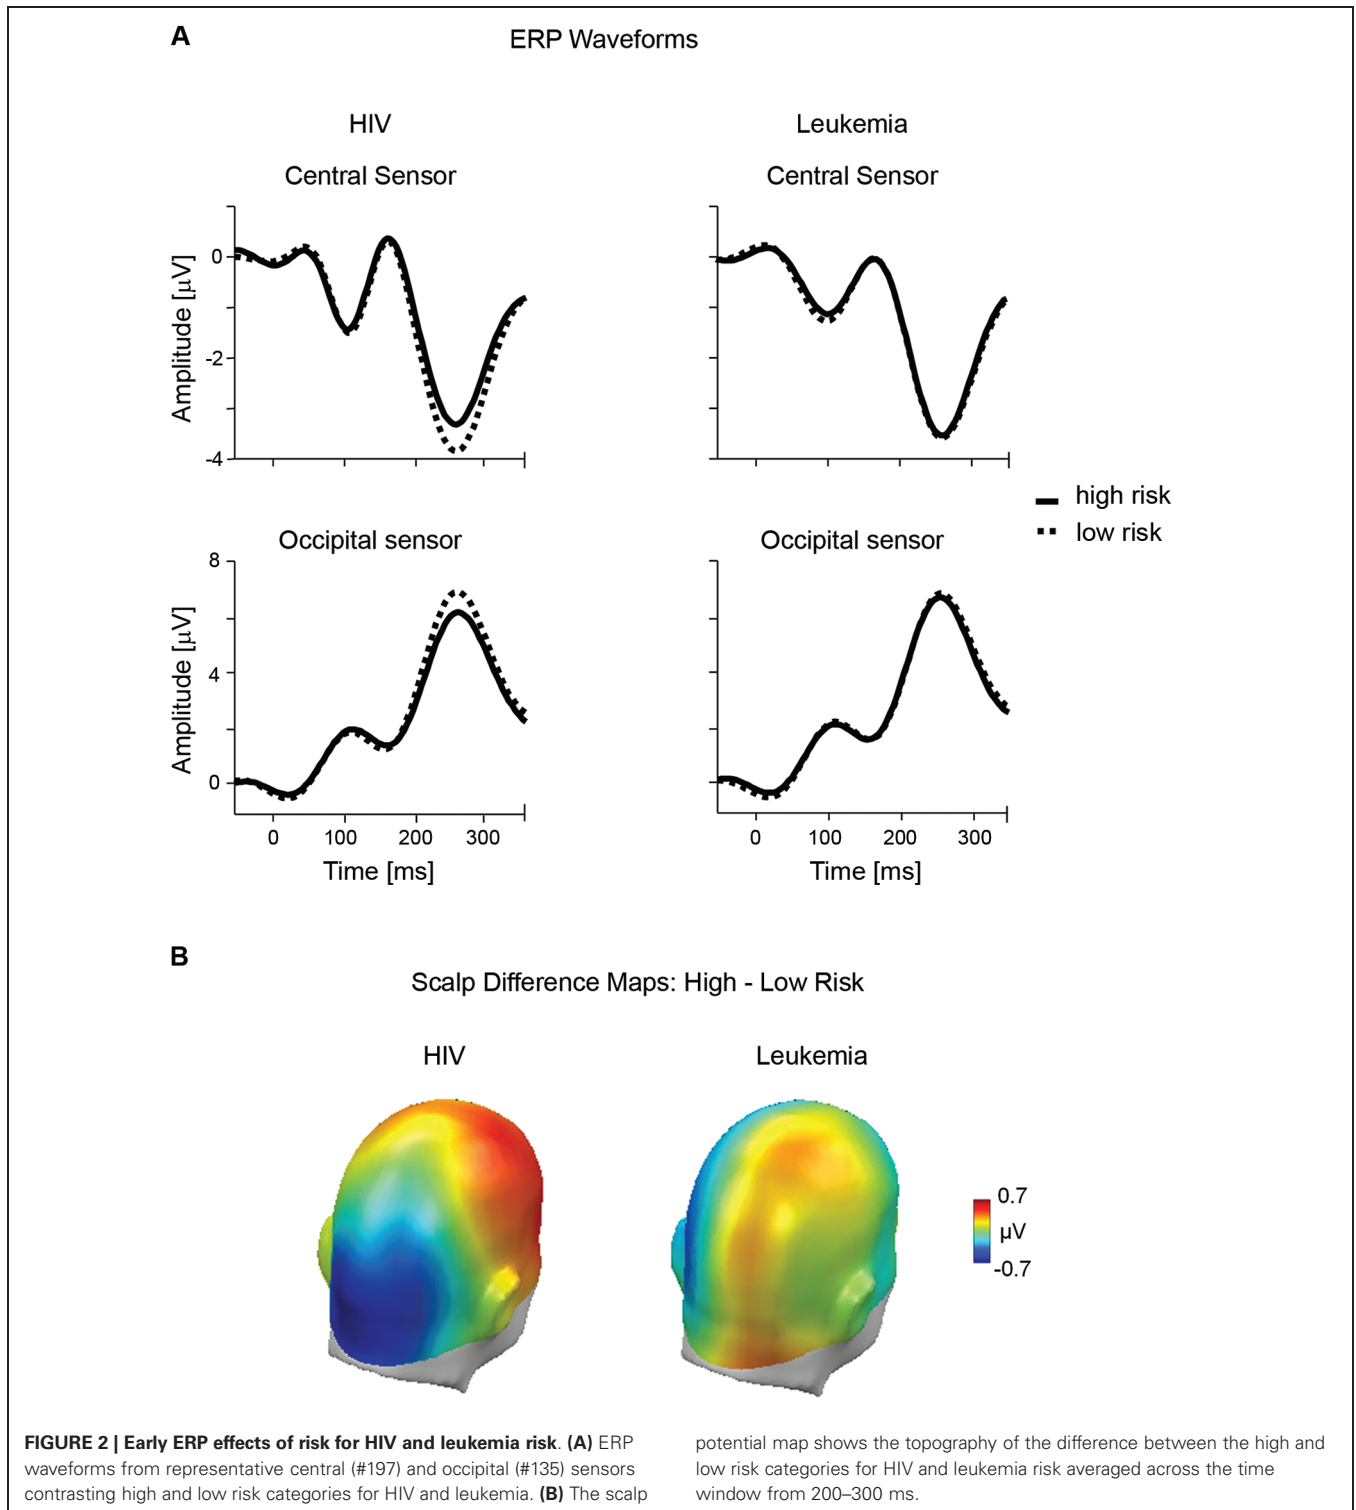 A
ERP Waveforms
HIV
Leukemia
Central Sensor
Central Sensor
Amplitude [µV]
0
-2
-4
high risk
low risk
Occipital sensor
Occipital sensor
Amplitude [µV]
8
4
0
0 100 200 300
0 100 200 300
Time [ms]
Time [ms]
B
Scalp Difference Maps: High - Low Risk
HIV
Leukemia
0.7
µV
-0.7
FIGURE 2 | Early ERP effects of risk for HIV and leukemia risk. (A) ERP
waveforms from representative central (#197) and occipital (#135) sensors
contrasting high and low risk categories for HIV and leukemia. (B) The scalp
potential map shows the topography of the difference between the high and
low risk categories for HIV and leukemia risk averaged across the time
window from 200–300 ms.